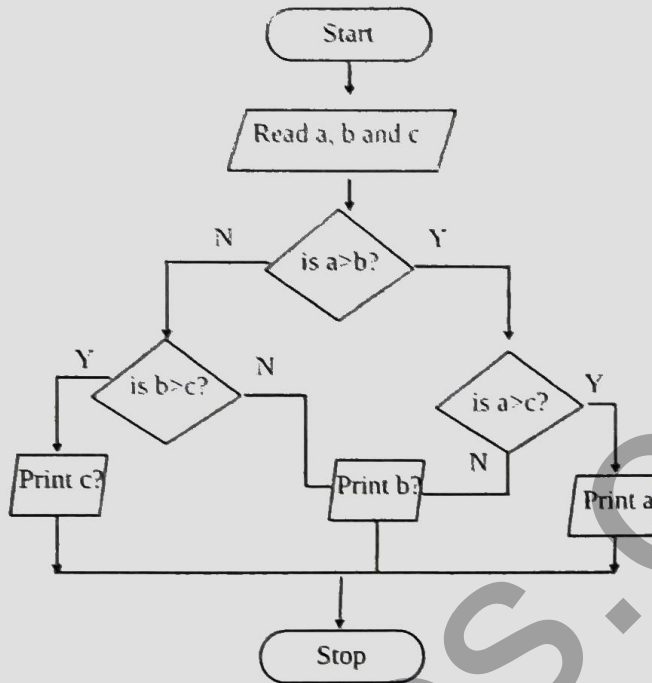 Start
Read a, b and c
N
Y
is a>b?
Y
is b>c?
N
is a>c?
Y
N
Print c?
Print b?
Print a
Stop